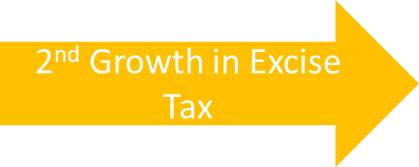 2nd Growth in Excise
Tax